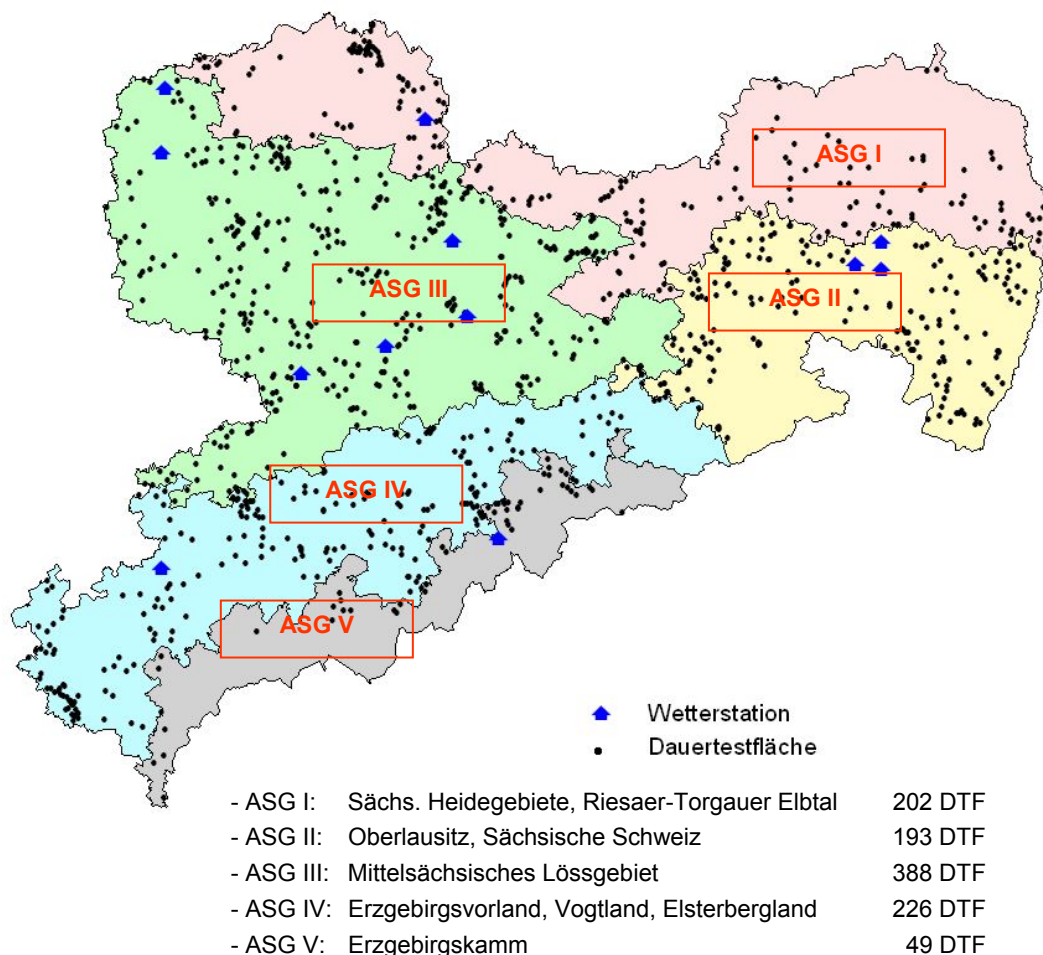 ASG I
ASG III
ASG II
ASG IV
ASG V
Wetterstation
Dauertestfläche
- ASG I: Sächs. Heidegebiete, Riesaer-Torgauer Elbtal 202 DTF
- ASG II: Oberlausitz, Sächsische Schweiz 193 DTF
- ASG III: Mittelsächsisches Lössgebiet 388 DTF
- ASG IV: Erzgebirgsvorland, Vogtland, Elsterbergland 226 DTF
- ASG V: Erzgebirgskamm 49 DTF